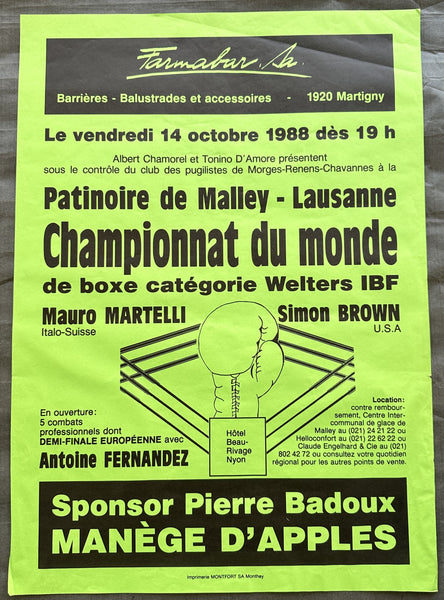 Farmabar, Sa.
Barrières - Balustrades et accessoires - 1920 Martigny
Le vendredi 14 octobre 1988 dès 19 h
Albert Chamorel et Tonino D'Amore présentent
sous le contrôle du club des pugilistes de Morges-Renens-Chavannes à la
Patinoire de Malley - Lausanne
Championnat du monde
de boxe catégorie Welters IBF
Mauro MARTELLI
Italo-Suisse
Simon BROWN
U.S.A
En ouverture:
5 combats
professionnels dont
DEMI-FINALE EUROPÉENNE avec
Antoine FERNANDEZ
Hôtel
Beau-
Rivage
Nyon
Location:
contre rembour-
sement, Centre Inter-
communal de glace de
Malley au (021) 24 21 22 ou
Helloconfort au (021) 22 62 22 ou
Claude Engelhard & Cie au (021)
802 42 72 ou consultez votre quotidien
régional pour les autres points de vente.
Sponsor Pierre Badoux
MANÈGE D'APPLES
Imprimerie MONTFORT SA Monthey